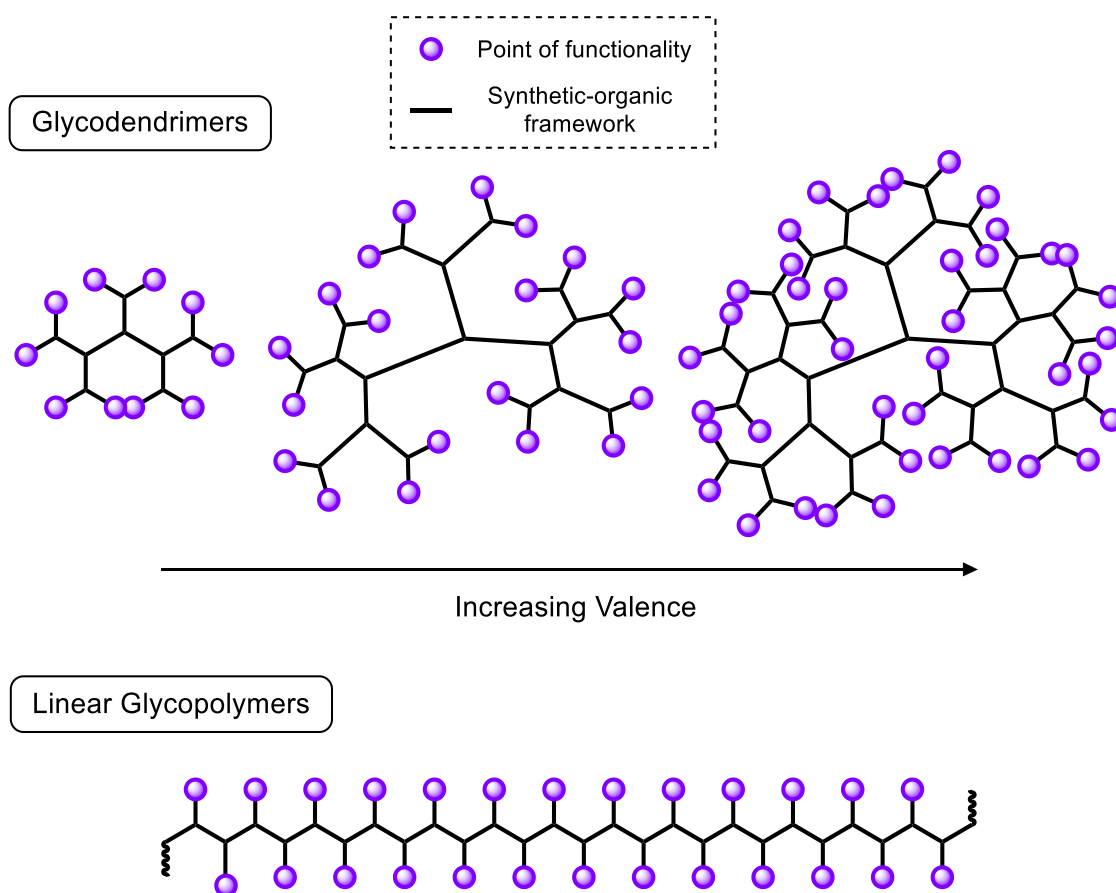 Point of functionality
Synthetic-organic
framework
Glycodendrimers
Increasing Valence
Linear Glycopolymers